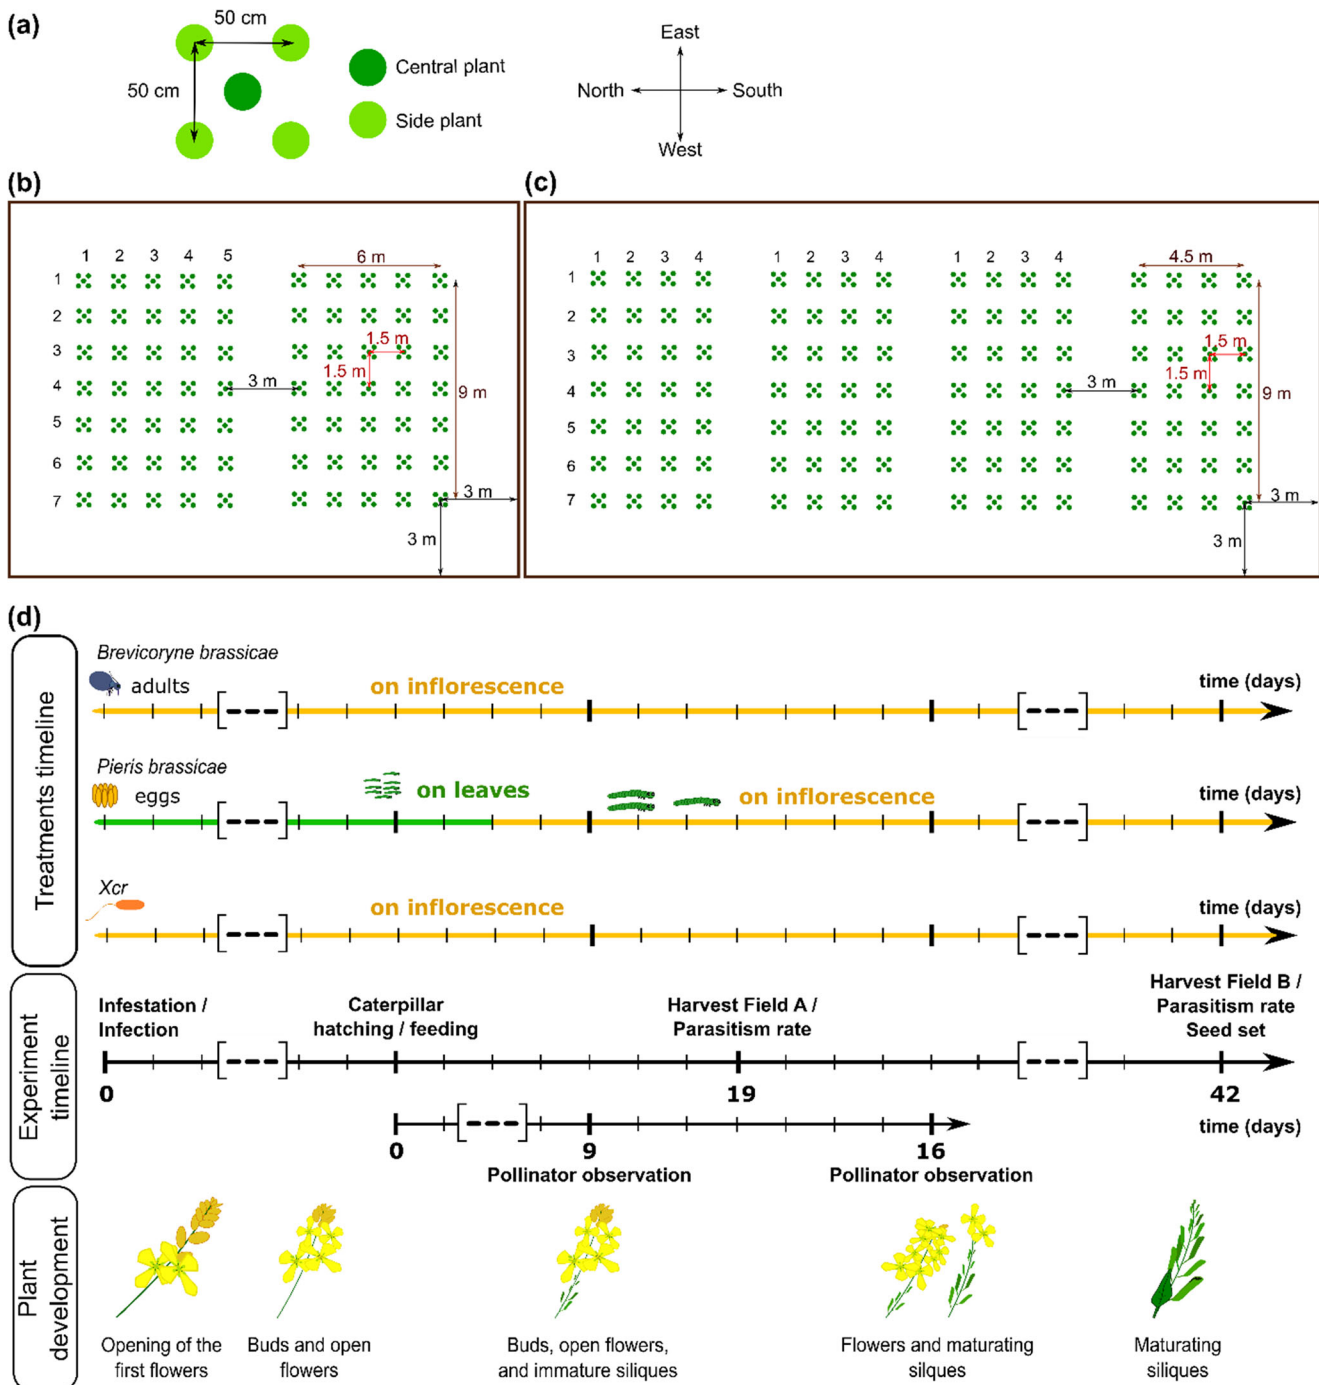 (a)
50 cm
50 cm
Central plant
Side plant
East
North
South
West
(b)
1 2 3 4 5
6 m
1
2
3
4
5
6
7
1.5 m
1.5 m
3 m
9 m
3 m
3 m
(c)
1 2 3 4
1 2 3 4
1 2 3 4
4.5 m
1
2
3
4
5
6
7
1.5 m
1.5 m
3 m
9 m
3 m
3 m
(d)
Treatments timeline
Brevicoryne brassicae
adults
on inflorescence
time (days)
Pieris brassicae
eggs
on leaves
on inflorescence
time (days)
Xcr
on inflorescence
time (days)
Experiment
timeline
Infestation /
Infection
Caterpillar
hatching / feeding
Harvest Field A /
Parasitism rate
Harvest Field B /
Parasitism rate
Seed set
0
19
42
0
9
16
time (days)
Pollinator observation
Pollinator observation
Plant
development
Opening of the
first flowers
Buds and open
flowers
Buds, open flowers,
and immature siliques
Flowers and maturating
silques
Maturating
siliques